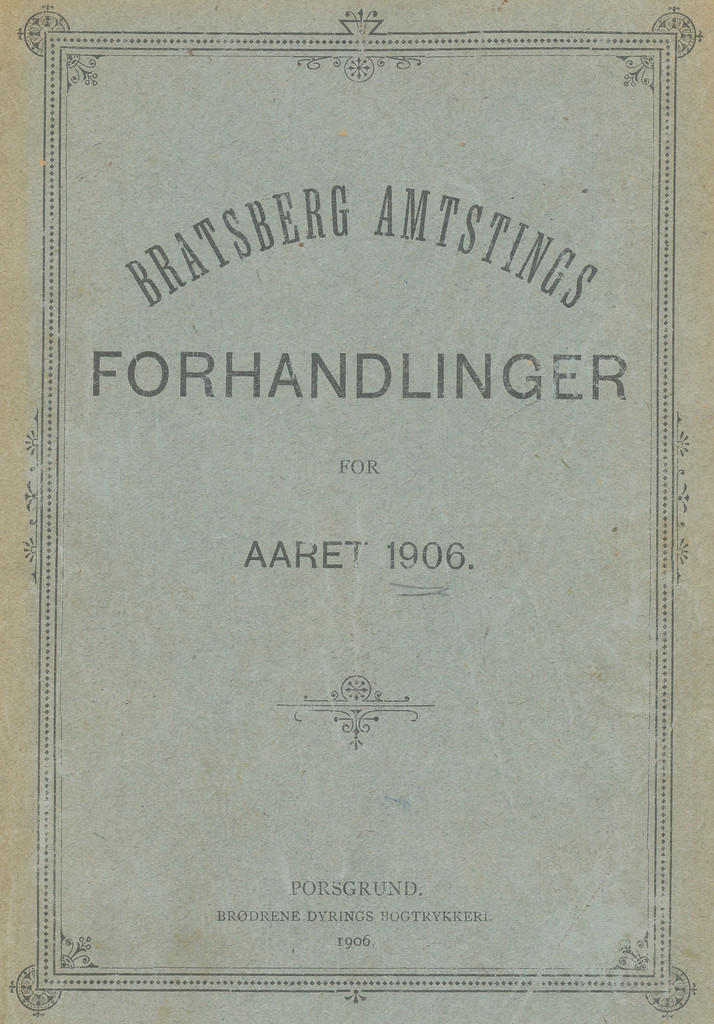 BRATSBERG AMTSTINGS
FORHANDLINGER
FOR
AARET 1906.
PORSGRUND.
BRØDRENE DYRINGS BOGTRYKKERI.
1906.